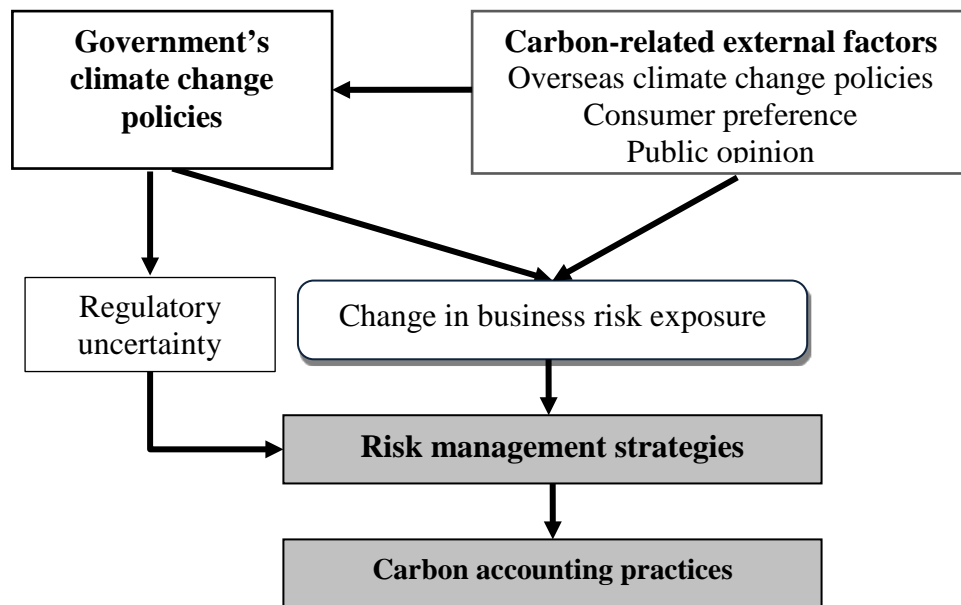 Government’s
climate change
policies
Carbon-related external factors
Overseas climate change policies
Consumer preference
Public opinion
Regulatory
uncertainty
Change in business risk exposure
Risk management strategies
Carbon accounting practices